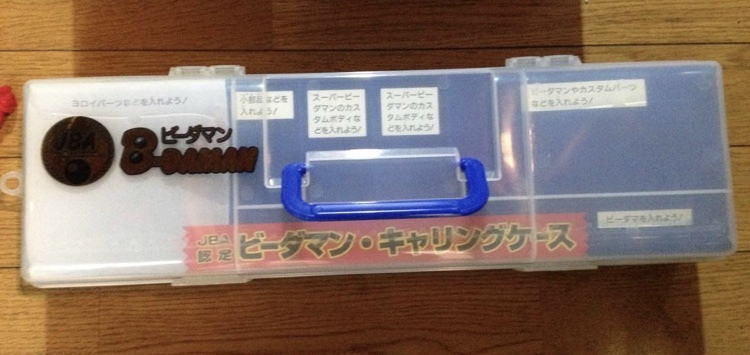 ヨロイパーツなどを入れよう!
小部品などを
入れよう!
スーパービー
ダマンのカス
タムボディな
どを入れよう!
スーパービー
ダマンのカス
タムボディな
どを入れよう!
ビーダマンやカスタムパーツ
などを入れよう!
JBA
ビーダマン
B-DAMAN
ビーダマを入れよう!
JBA
認定
ビーダマン・キャリングケース